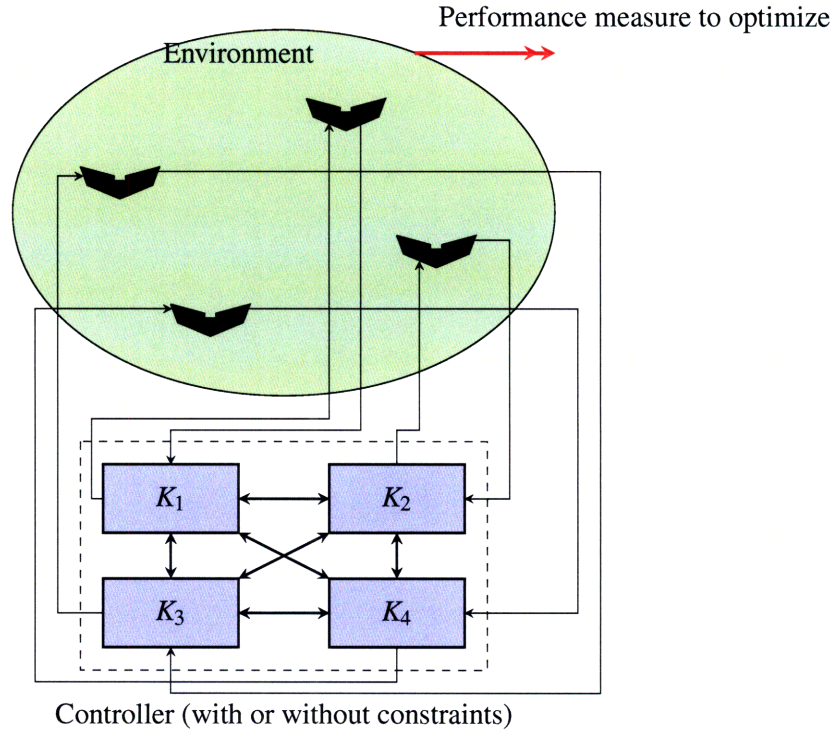 Performance measure to optimize
Environment
K1
K2
K3
K4
Controller (with or without constraints)